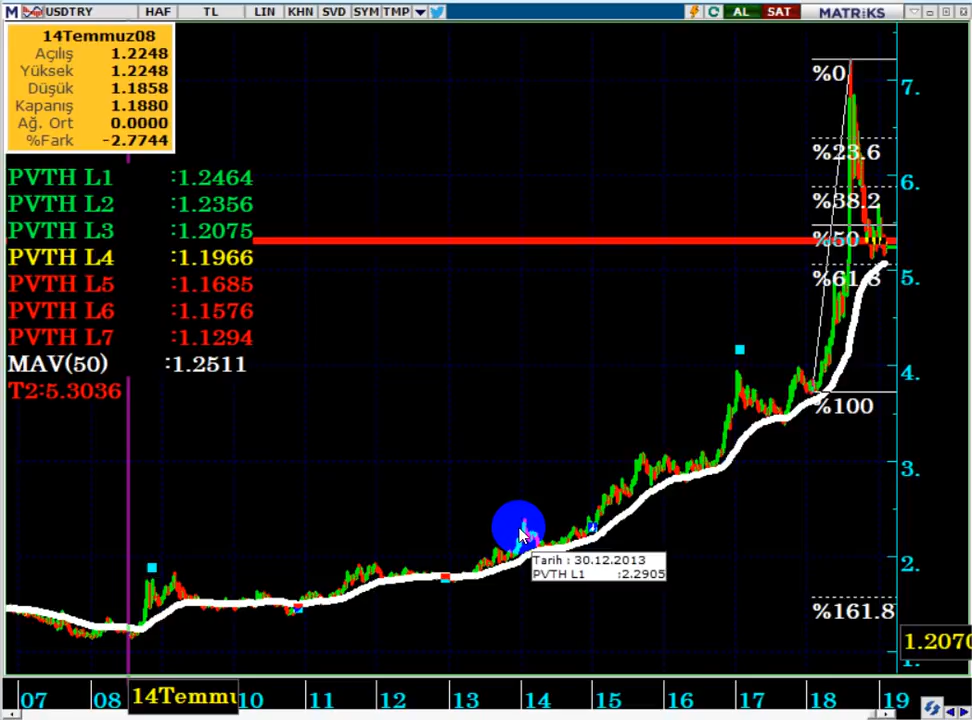 M USDTRY HAF TL LIN KHN SVD SYM TMP AL SAT MATRIKS
14Temmuz08
Açılış 1.2248
Yüksek 1.2248
Düşük 1.1858
Kapanış 1.1880
Ağ. Ort 0.0000
%Fark -2.7744
PVTH L1 :1.2464
PVTH L2 :1.2356
PVTH L3 :1.2075
PVTH L4 :1.1966
PVTH L5 :1.1685
PVTH L6 :1.1576
PVTH L7 :1.1294
MAV(50) :1.2511
T2:5.3036
%0
%23.6
%38.2
%50
%61.8
%100
%161.8
7.
6.
5.
4.
3.
2.
1.
1.2070
Tarih : 30.12.2013
PVTH L1 :2.2905
07 08 14Temmu 10 11 12 13 14 15 16 17 18 19